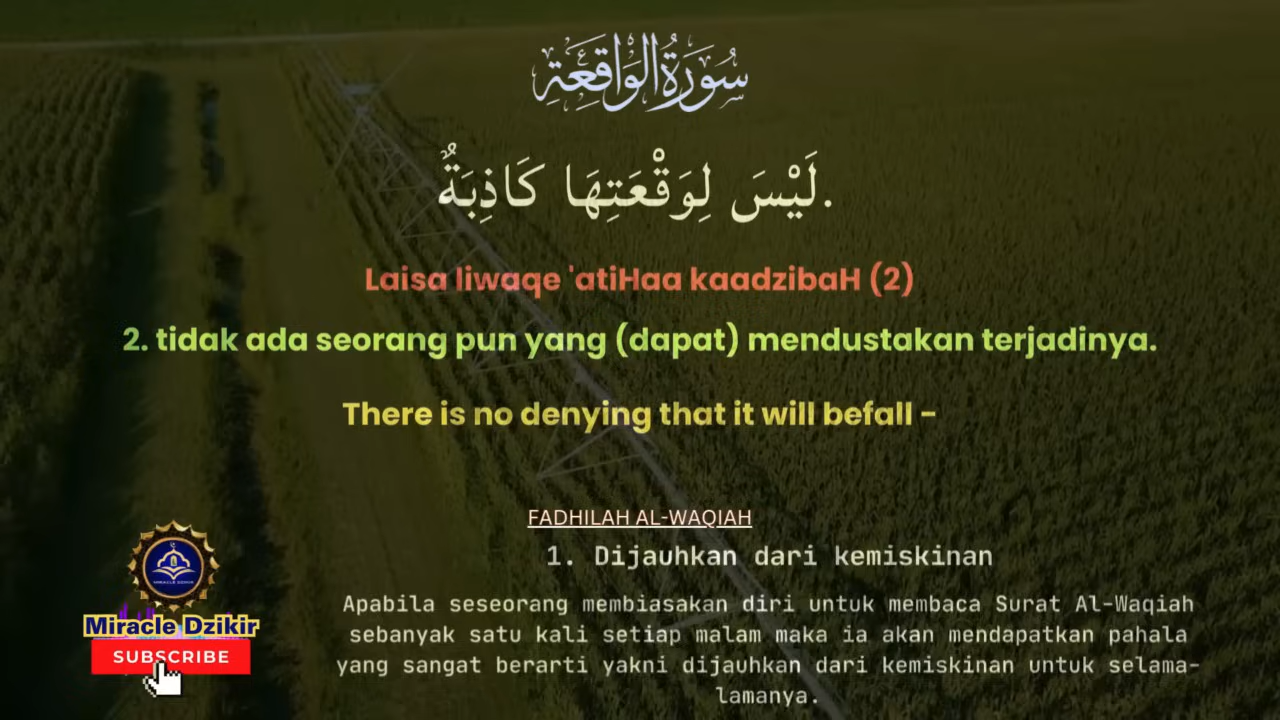 سُورَةُ الْوَاقِعَةِ
لَيْسَ لِوَقْعَتِهَا كَاذِبَةٌ.
Laisa liwaqe 'atiHaa kaadzibaH (2)
2. tidak ada seorang pun yang (dapat) mendustakan terjadinya.
There is no denying that it will befall -
FADHILAH AL-WAQIAH
1. Dijauhkan dari kemiskinan
Apabila seseorang membiasakan diri untuk membaca Surat Al-Waqiah
sebanyak satu kali setiap malam maka ia akan mendapatkan pahala
yang sangat berarti yakni dijauhkan dari kemiskinan untuk selama-
lamanya.
MIRACLE DZIKIR
Miracle Dzikir
SUBSCRIBE